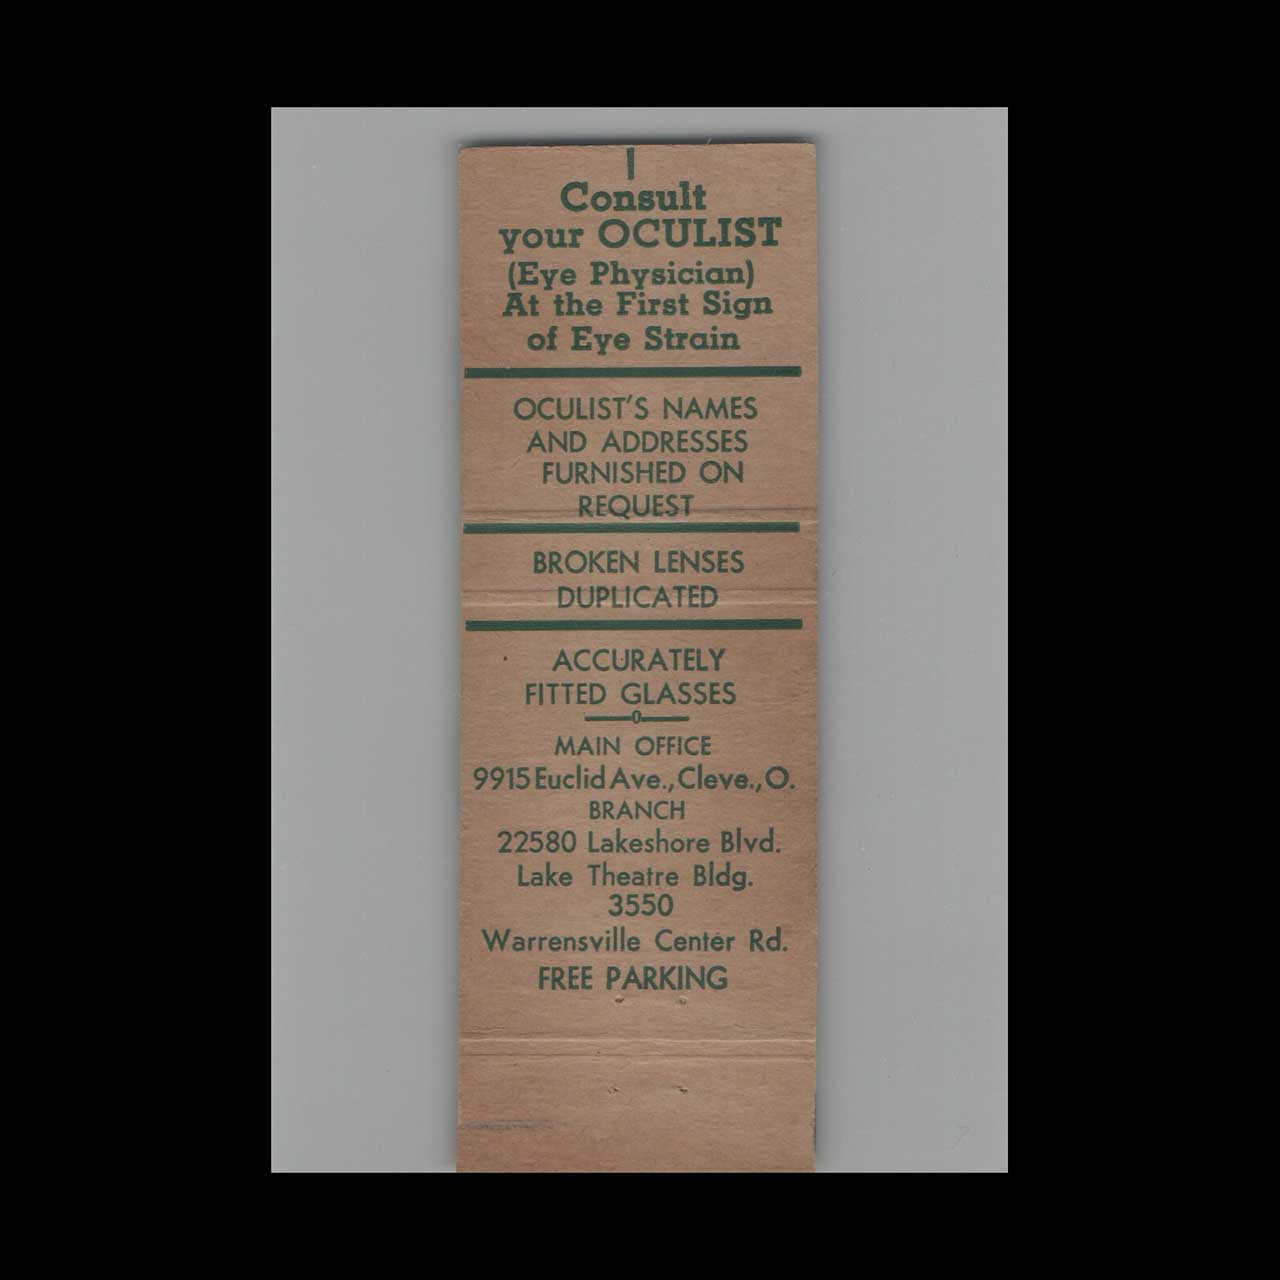 Consult
your OCULIST
(Eye Physician)
At the First Sign
of Eye Strain
OCULIST'S NAMES
AND ADDRESSES
FURNISHED ON
REQUEST
BROKEN LENSES
DUPLICATED
ACCURATELY
FITTED GLASSES
MAIN OFFICE
9915 Euclid Ave., Cleve., O.
BRANCH
22580 Lakeshore Blvd.
Lake Theatre Bldg.
3550
Warrensville Center Rd.
FREE PARKING